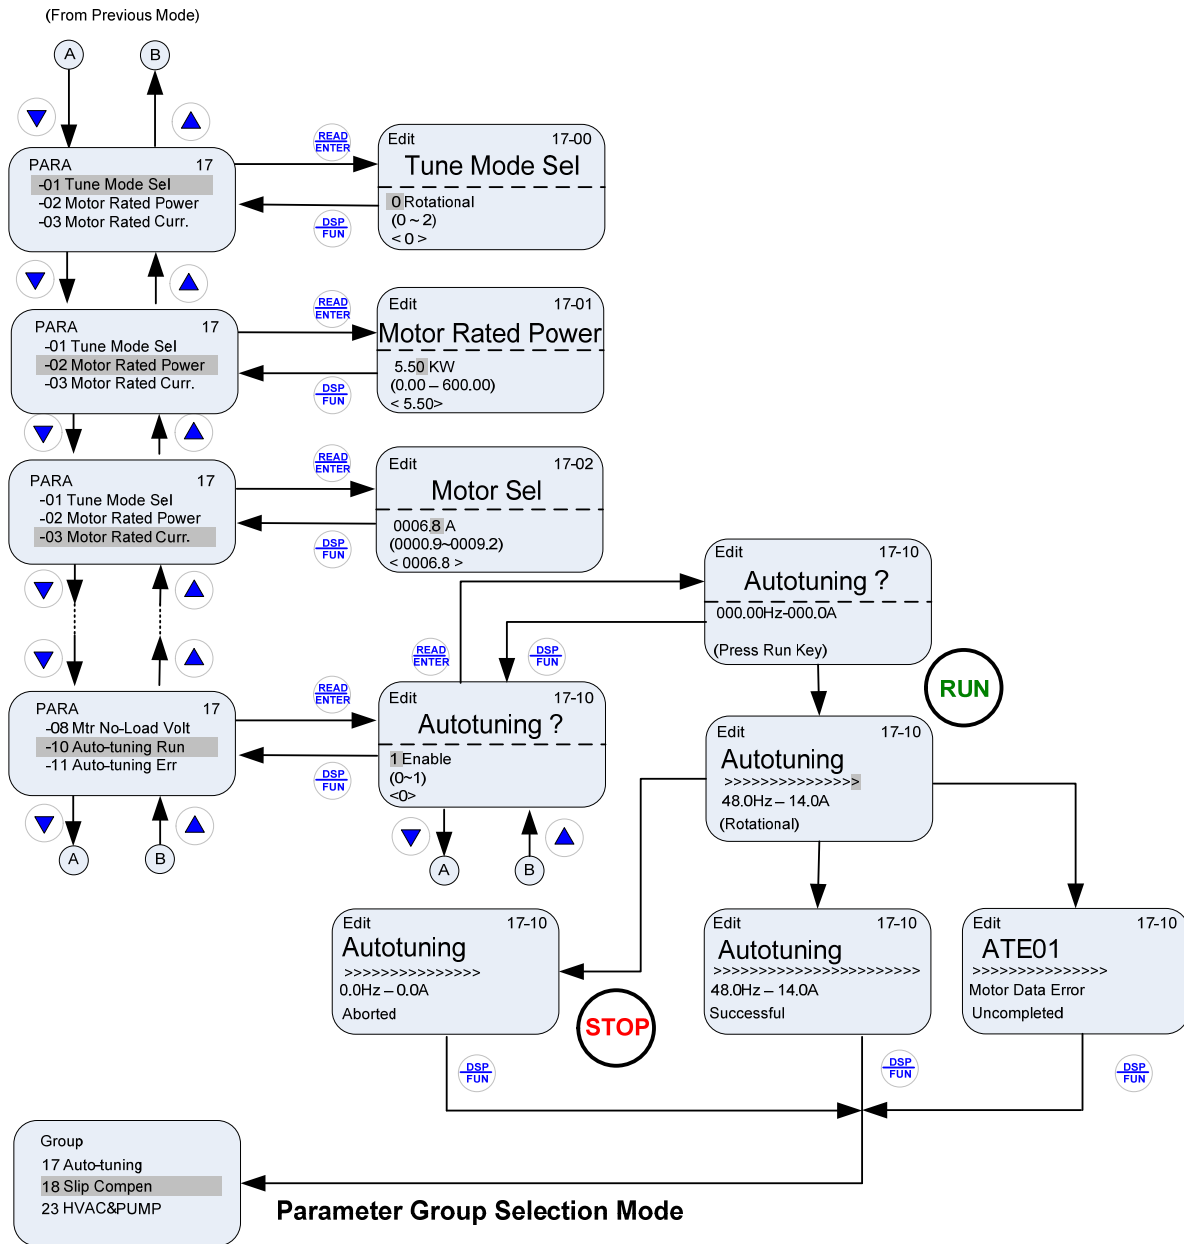 (From Previous Mode)
A
B
PARA 17
-01 Tune Mode Sel
-02 Motor Rated Power
-03 Motor Rated Curr.
READ
ENTER
DSP
FUN
Edit 17-00
Tune Mode Sel
0 Rotational
(0 ~ 2)
< 0 >
PARA 17
-01 Tune Mode Sel
-02 Motor Rated Power
-03 Motor Rated Curr.
READ
ENTER
DSP
FUN
Edit 17-01
Motor Rated Power
5.50 KW
(0.00 – 600.00)
< 5.50>
PARA 17
-01 Tune Mode Sel
-02 Motor Rated Power
-03 Motor Rated Curr.
READ
ENTER
DSP
FUN
Edit 17-02
Motor Sel
0006.8 A
(0000.9~0009.2)
< 0006.8 >
Edit 17-10
Autotuning ?
000.00Hz-000.0A
(Press Run Key)
RUN
READ
ENTER
DSP
FUN
PARA 17
-08 Mtr No-Load Volt
-10 Auto-tuning Run
-11 Auto-tuning Err
READ
ENTER
DSP
FUN
Edit 17-10
Autotuning ?
1 Enable
(0~1)
<0>
Edit 17-10
Autotuning
>>>>>>>>>>>>>>>
48.0Hz – 14.0A
(Rotational)
A
B
A
B
Edit 17-10
Autotuning
>>>>>>>>>>>>>>>
0.0Hz – 0.0A
Aborted
STOP
Edit 17-10
Autotuning
>>>>>>>>>>>>>>>>>>>>>>>
48.0Hz – 14.0A
Successful
Edit 17-10
ATE01
>>>>>>>>>>>>>>>
Motor Data Error
Uncompleted
DSP
FUN
DSP
FUN
DSP
FUN
Group
17 Auto-tuning
18 Slip Compen
23 HVAC&PUMP
Parameter Group Selection Mode